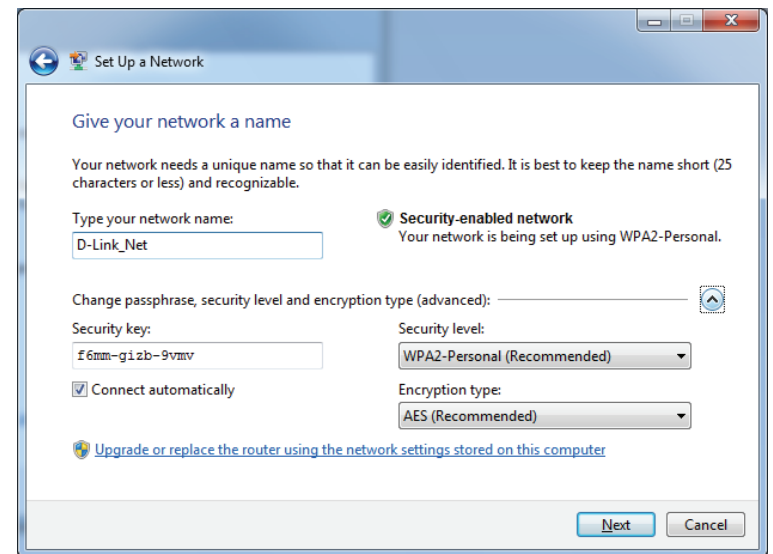 Set Up a Network
Give your network a name
Your network needs a unique name so that it can be easily identified. It is best to keep the name short (25
characters or less) and recognizable.
Type your network name:
D-Link_Net
Security-enabled network
Your network is being set up using WPA2-Personal.
Change passphrase, security level and encryption type (advanced):
Security key:
f6mm-gizb-9vmv
Security level:
WPA2-Personal (Recommended)
Connect automatically
Encryption type:
AES (Recommended)
Upgrade or replace the router using the network settings stored on this computer
Next
Cancel